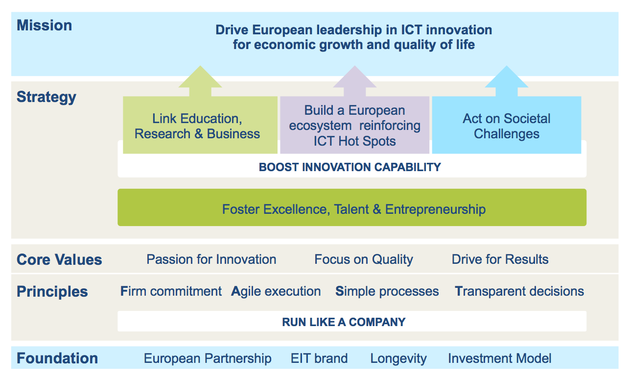 Mission
Drive European leadership in ICT innovation
for economic growth and quality of life
Strategy
Link Education,
Research & Business
Build a European
ecosystem reinforcing
ICT Hot Spots
Act on Societal
Challenges
BOOST INNOVATION CAPABILITY
Foster Excellence, Talent & Entrepreneurship
Core Values
Passion for Innovation
Focus on Quality
Drive for Results
Principles
Firm commitment
Agile execution
Simple processes
Transparent decisions
RUN LIKE A COMPANY
Foundation
European Partnership
EIT brand
Longevity
Investment Model